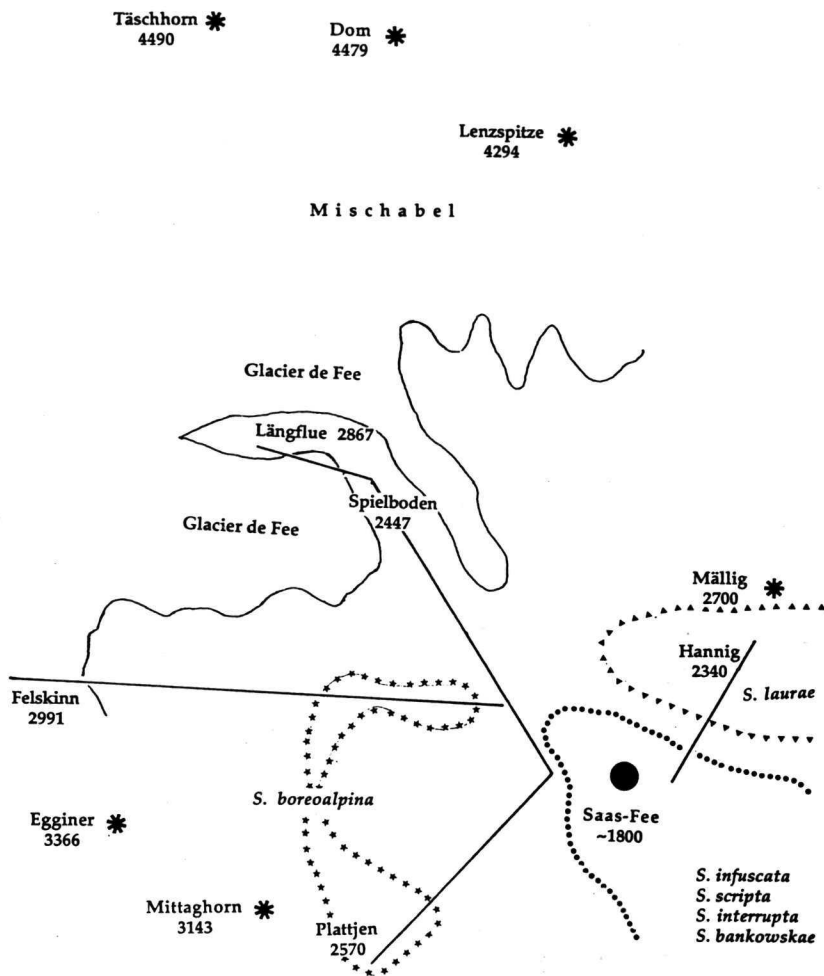 Täschhorn
4490
Dom
4479
Lenzspitze
4294
Mischabel
Glacier de Fee
Längflue 2867
Spielboden
2447
Glacier de Fee
Mällig
2700
Hannig
2340
S. laurae
Felskinn
2991
S. boreoalpina
Saas-Fee
~1800
Egginer
3366
S. infuscata
S. scripta
S. interrupta
S. bankowskae
Mittaghorn
3143
Plattjen
2570